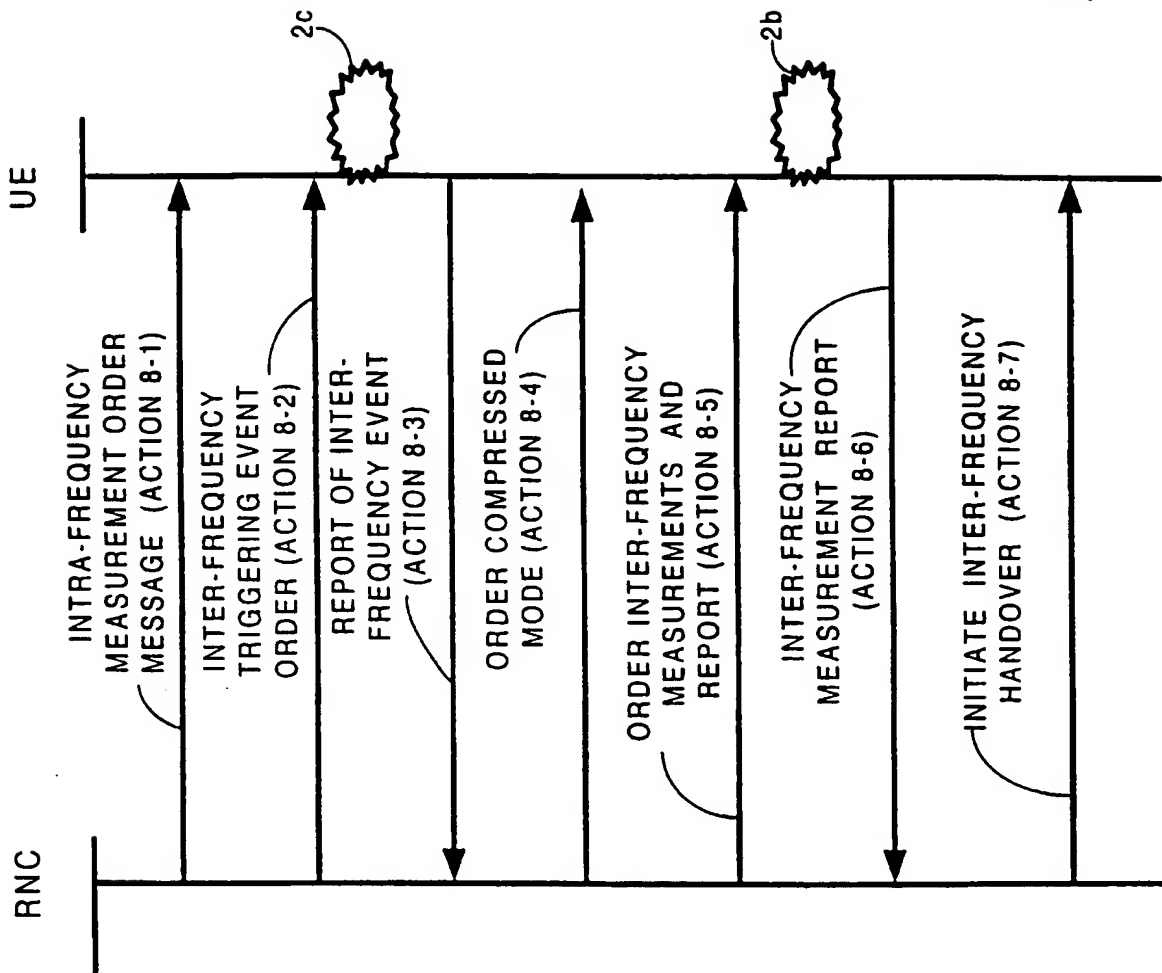 RNC
UE
INTRA-FREQUENCY
MEASUREMENT ORDER
MESSAGE (ACTION 8-1)
INTER-FREQUENCY
TRIGGERING EVENT
ORDER (ACTION 8-2)
2c
REPORT OF INTER-
FREQUENCY EVENT
(ACTION 8-3)
ORDER COMPRESSED
MODE (ACTION 8-4)
ORDER INTER-FREQUENCY
MEASUREMENTS AND
REPORT (ACTION 8-5)
2b
INTER-FREQUENCY
MEASUREMENT REPORT
(ACTION 8-6)
INITIATE INTER-FREQUENCY
HANDOVER (ACTION 8-7)